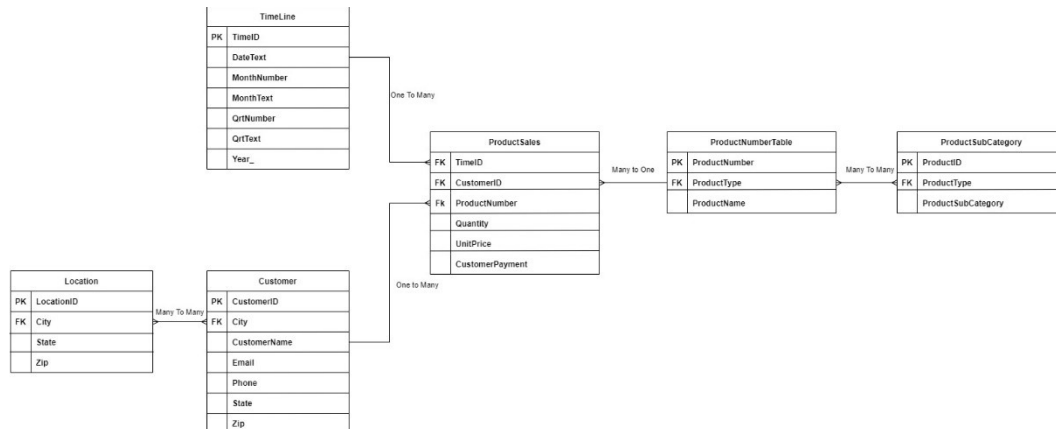 TimeLine
PK TimeID
DateText
MonthNumber
MonthText
QrtNumber
QrtText
Year_
One To Many
ProductSales
FK TimeID
FK CustomerID
Fk ProductNumber
Quantity
UnitPrice
CustomerPayment
Many to One
ProductNumberTable
PK ProductNumber
FK ProductType
ProductName
Many To Many
ProductSubCategory
PK ProductID
FK ProductType
ProductSubCategory
Location
PK LocationID
FK City
State
Zip
Many To Many
Customer
PK CustomerID
FK City
CustomerName
Email
Phone
State
Zip
One to Many